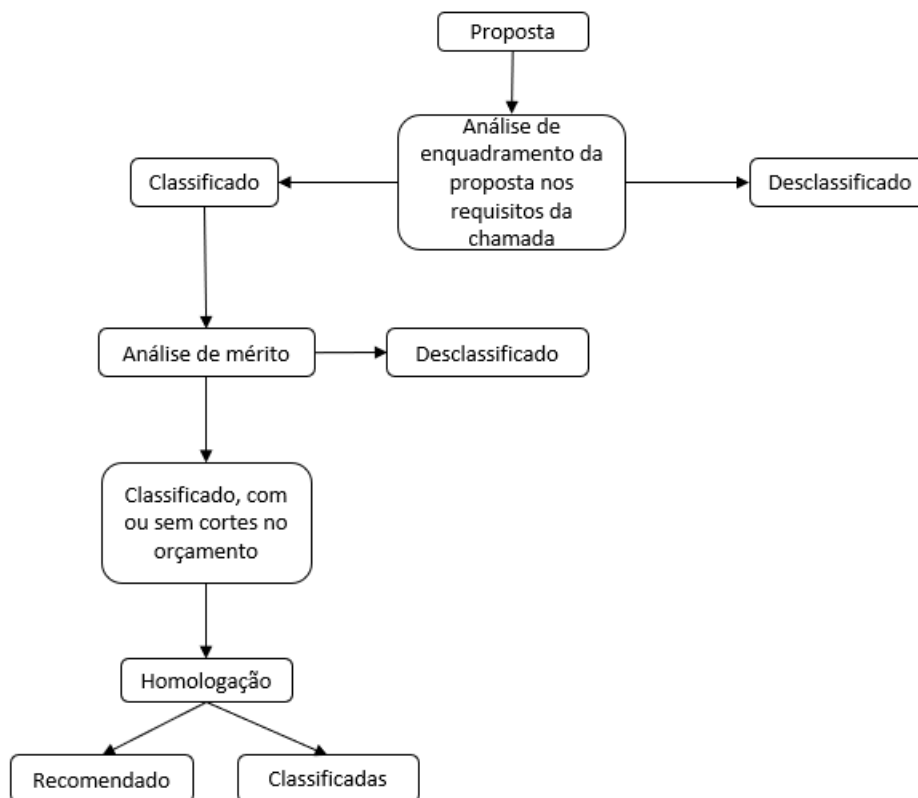 Proposta
Análise de
enquadramento da
proposta nos
requisitos da
chamada
Classificado
Desclassificado
Análise de mérito
Desclassificado
Classificado, com
ou sem cortes no
orçamento
Homologação
Recomendado
Classificadas